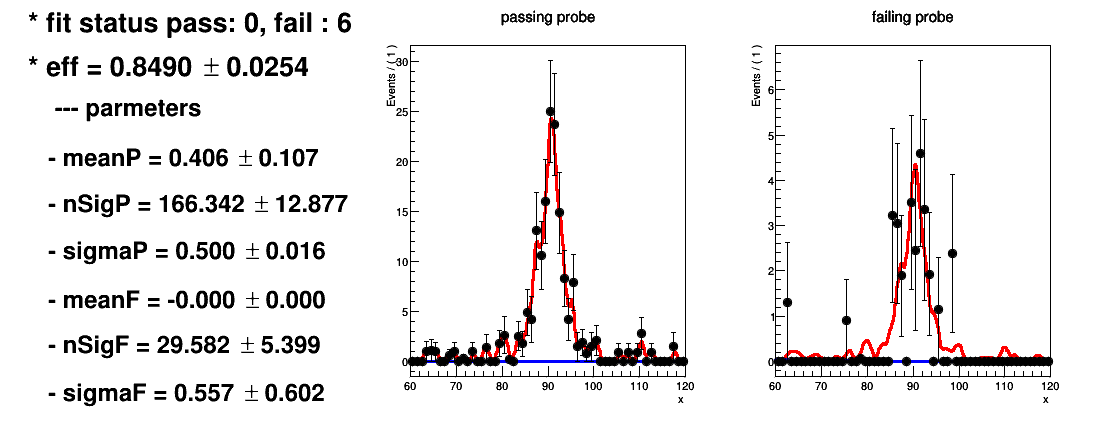 * fit status pass: 0, fail : 6
* eff = 0.8490 ± 0.0254
--- parmeters
- meanP = 0.406 ± 0.107
- nSigP = 166.342 ± 12.877
- sigmaP = 0.500 ± 0.016
- meanF = -0.000 ± 0.000
- nSigF = 29.582 ± 5.399
- sigmaF = 0.557 ± 0.602
passing probe
Events / ( 1 )
30
25
20
15
10
5
0
60 70 80 90 100 110 120
x
failing probe
Events / ( 1 )
6
5
4
3
2
1
0
60 70 80 90 100 110 120
x